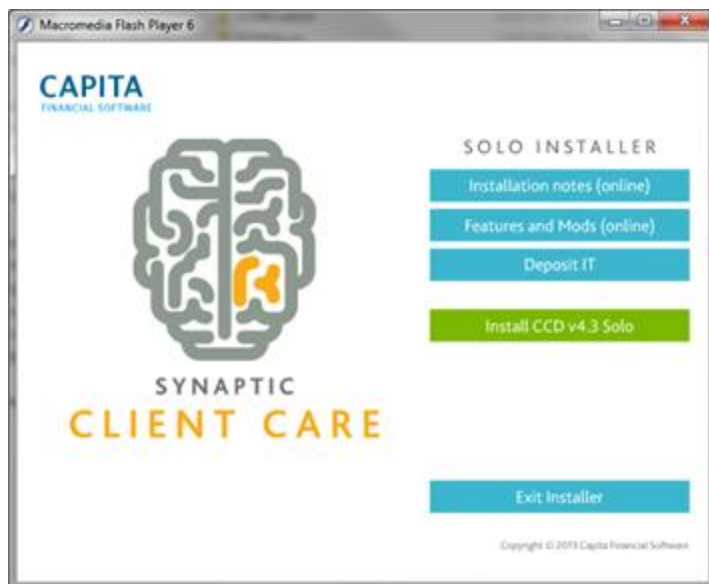 Macromedia Flash Player 6
CAPITA
FINANCIAL SOFTWARE
SOLO INSTALLER
Installation notes (online)
Features and Mods (online)
Deposit IT
Install CCD v4.3 Solo
SYNAPTIC
CLIENT CARE
Exit Installer
Copyright © 2013 Capita Financial Software